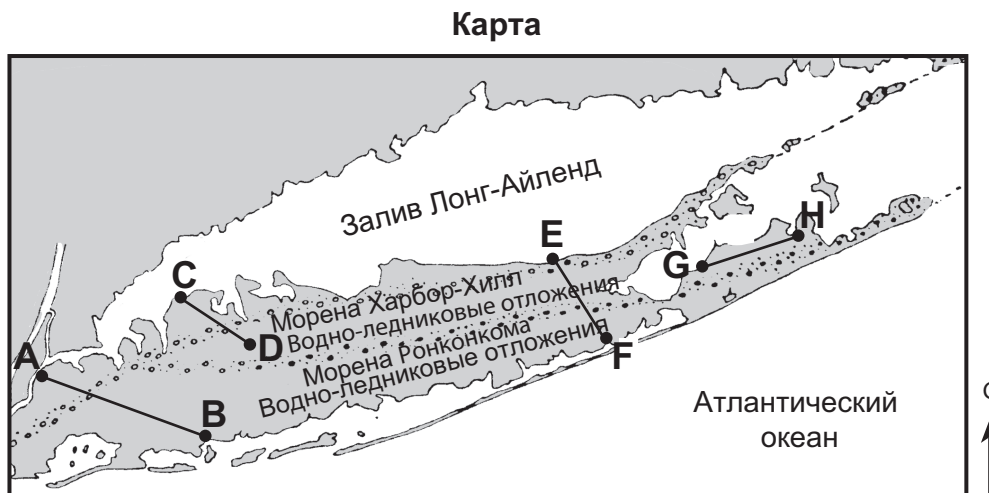 Карта
Залив Лонг-Айленд
E
H
C
G
Морена Харбор-Хилл
Водно-ледниковые отложения
D
A
Морена Ронконкома
F
Водно-ледниковые отложения
B
Атлантический
океан